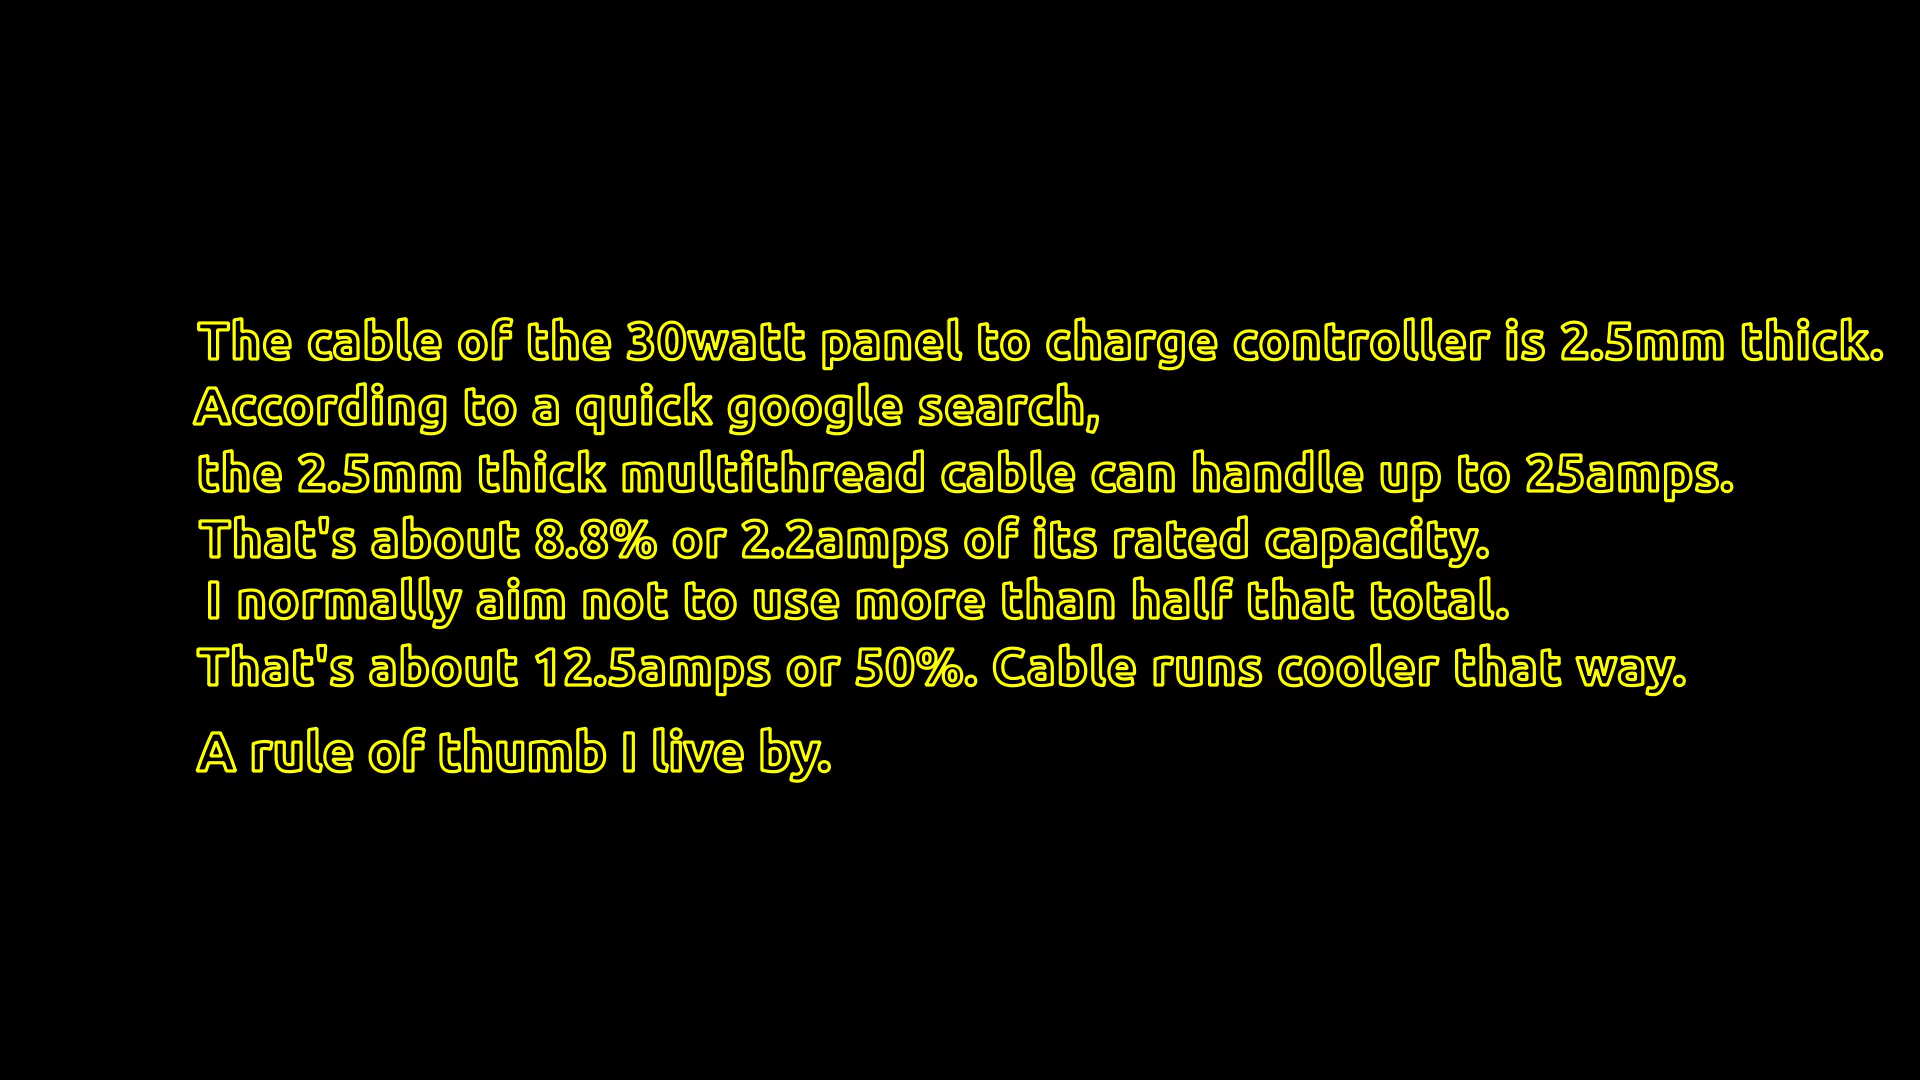 The cable of the 30watt panel to charge controller is 2.5mm thick.
According to a quick google search,
the 2.5mm thick multithread cable can handle up to 25amps.
That's about 8.8% or 2.2amps of its rated capacity.
I normally aim not to use more than half that total.
That's about 12.5amps or 50%. Cable runs cooler that way.
A rule of thumb I live by.